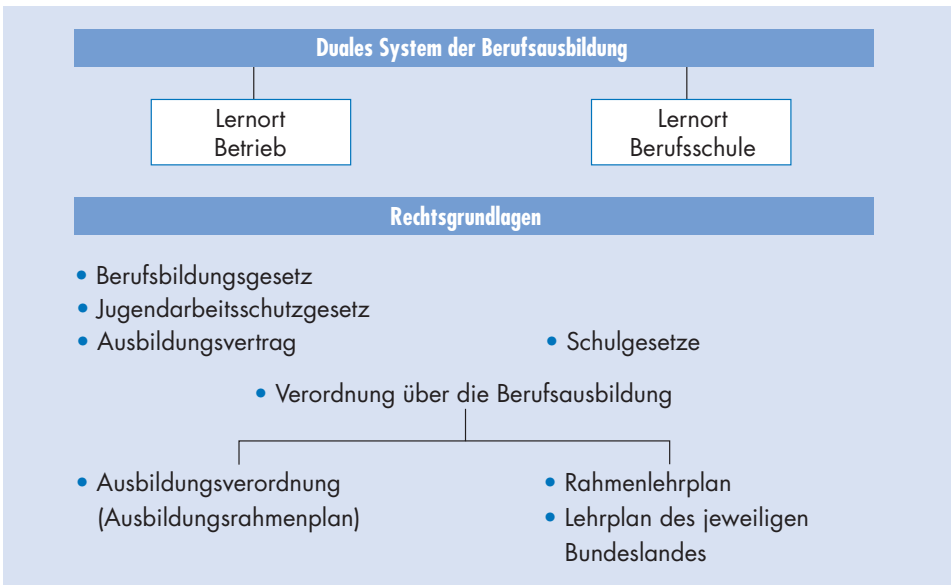 Duales System der Berufsausbildung
Lernort
Betrieb
Lernort
Berufsschule
Rechtsgrundlagen
• Berufsbildungsgesetz
• Jugendarbeitsschutzgesetz
• Ausbildungsvertrag
• Schulgesetze
• Verordnung über die Berufsausbildung
• Ausbildungsverordnung
(Ausbildungsrahmenplan)
• Rahmenlehrplan
• Lehrplan des jeweiligen
Bundeslandes